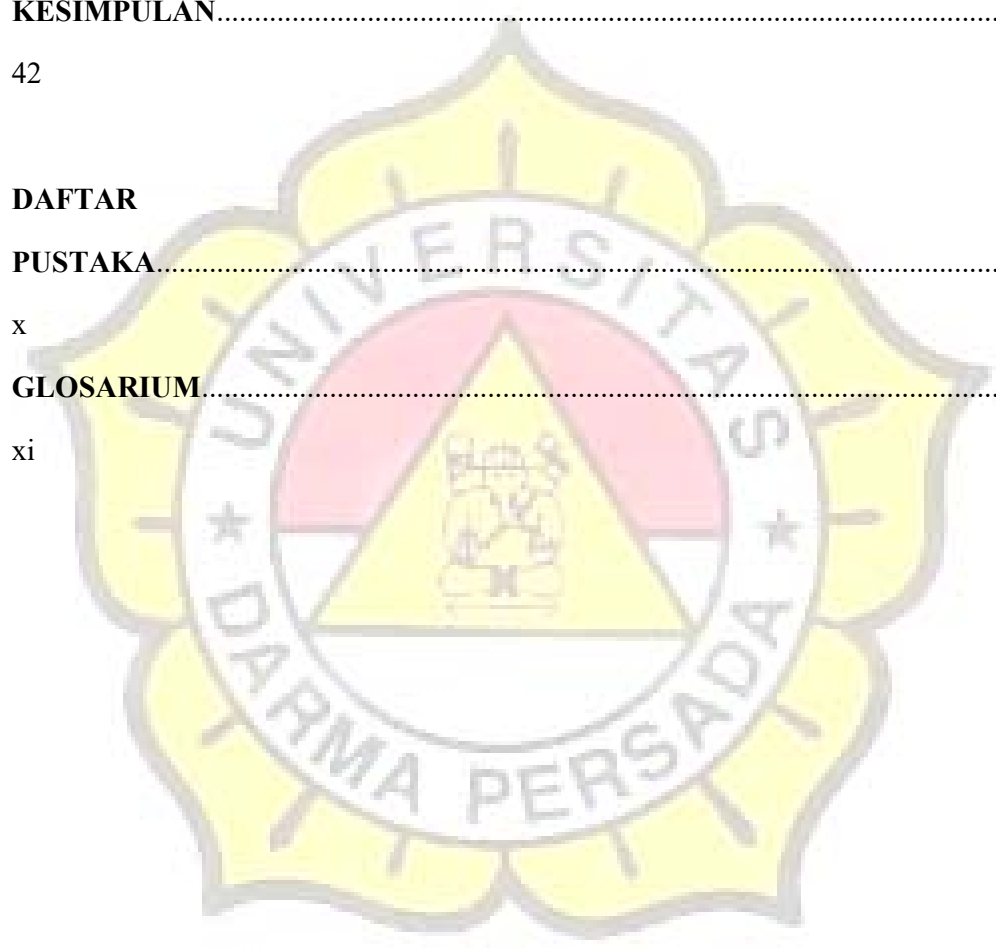 KESIMPULAN....................................................................................................
42
DAFTAR
PUSTAKA...........................................................................................................
x
GLOSARIUM.....................................................................................................
xi
UNIVERSITAS
★ DARMA PERSADA ★